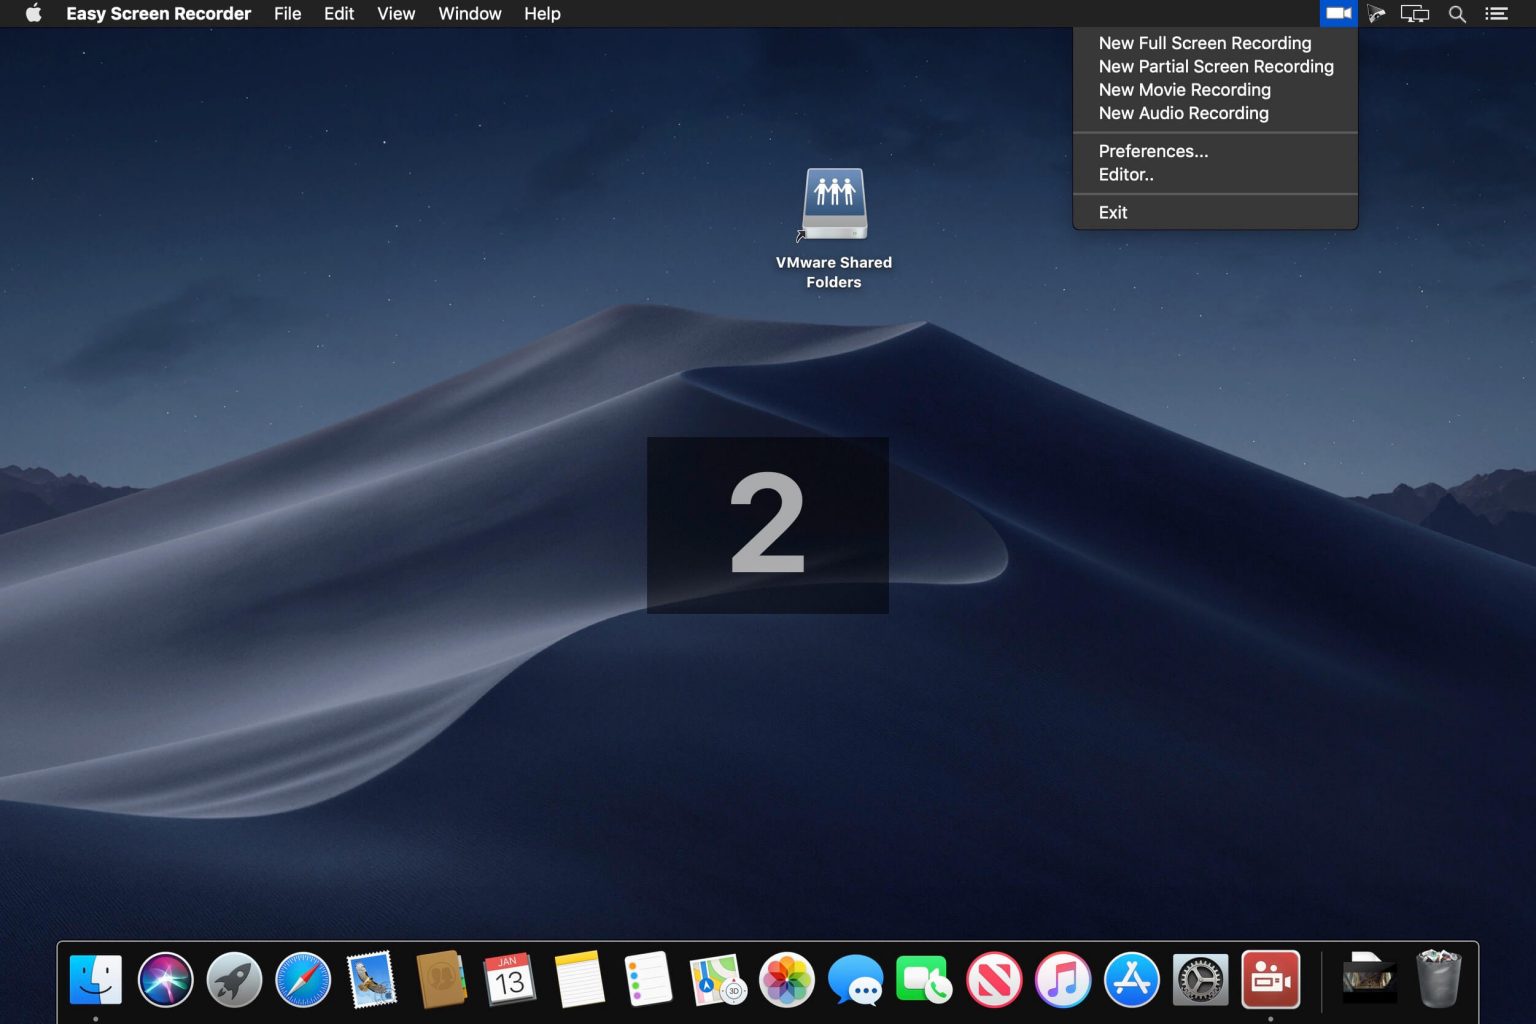 Easy Screen Recorder File Edit View Window Help
New Full Screen Recording
New Partial Screen Recording
New Movie Recording
New Audio Recording
Preferences...
Editor..
Exit
VMware Shared
Folders
2
JAN
13
3D